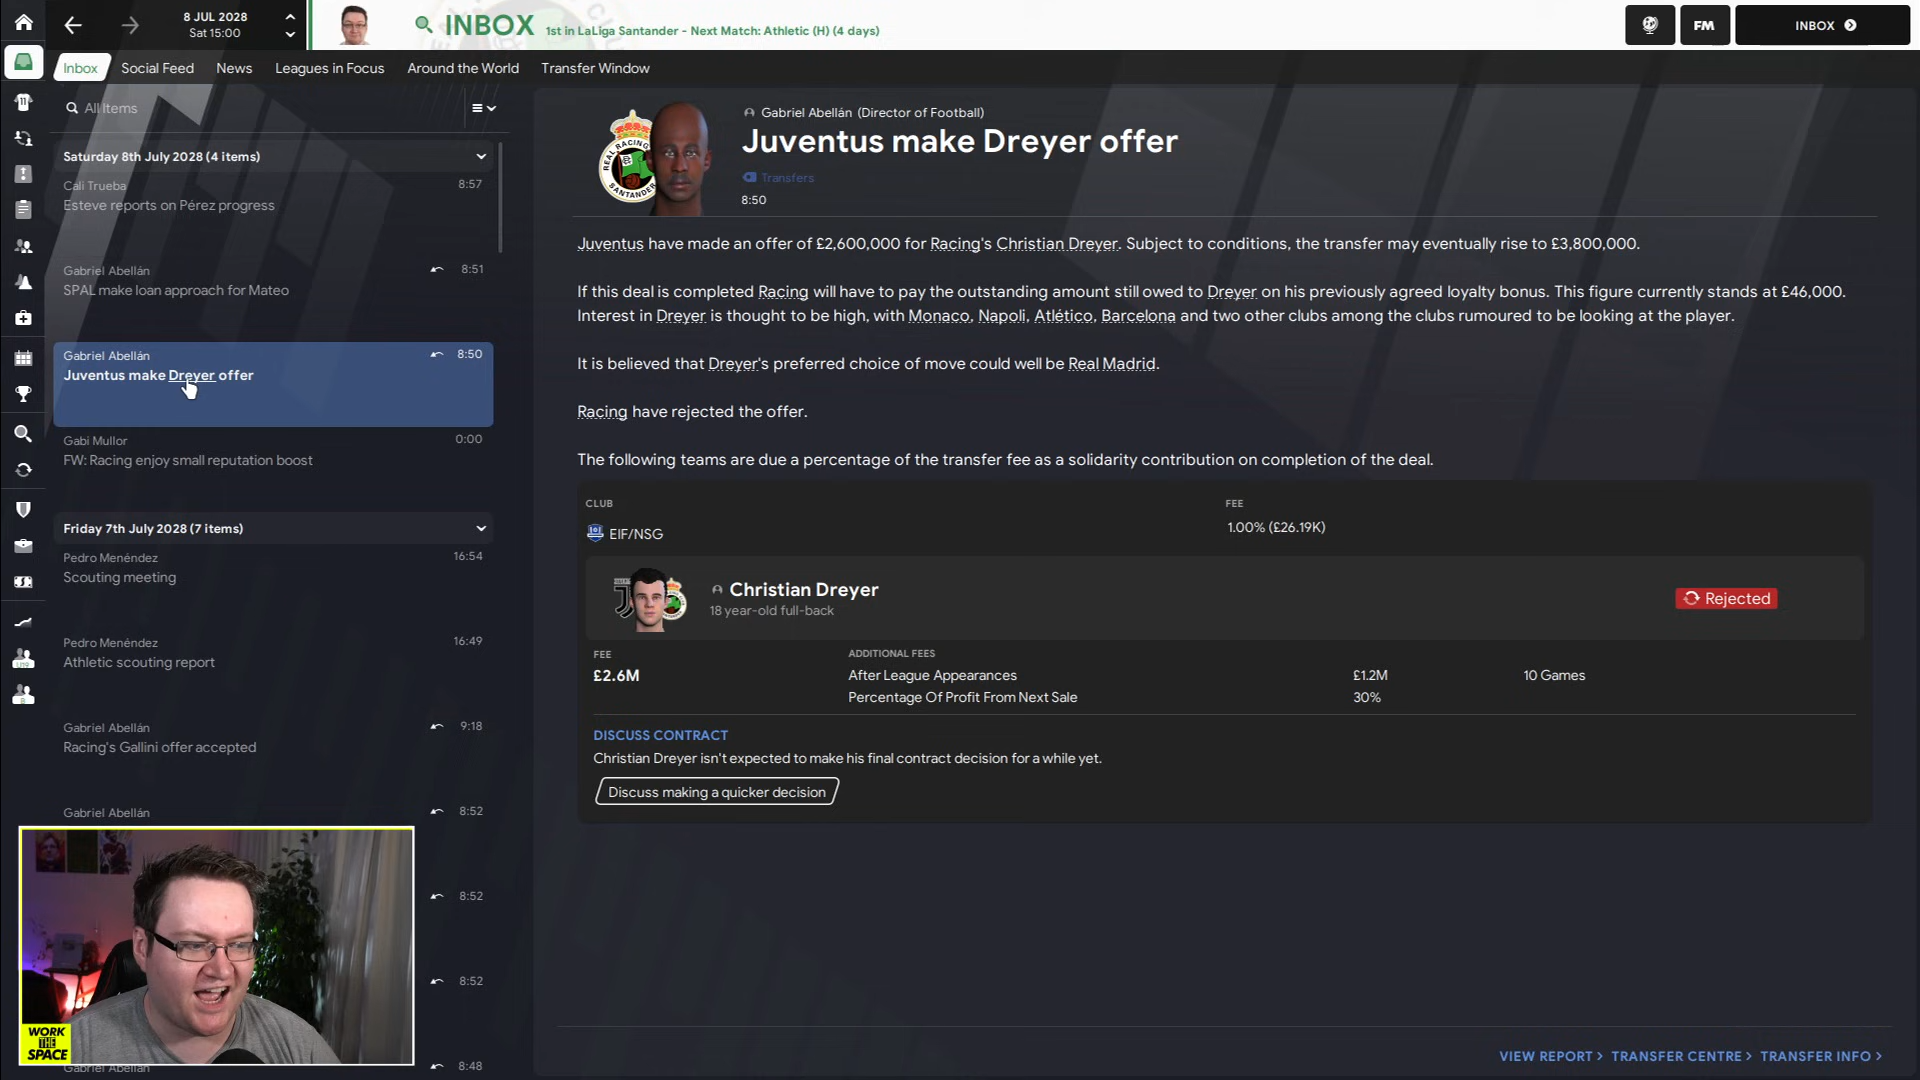 8 JUL 2028
Sat 15:00
INBOX
1st in LaLiga Santander - Next Match: Athletic (H) (4 days)
FM
INBOX
Inbox
Social Feed
News
Leagues in Focus
Around the World
Transfer Window
All Items
Saturday 8th July 2028 (4 items)
Cali Trueba
8:57
Esteve reports on Pérez progress
Gabriel Abellán
8:51
SPAL make loan approach for Mateo
Gabriel Abellán
8:50
Juventus make Dreyer offer
Gabi Mullor
0:00
FW: Racing enjoy small reputation boost
Friday 7th July 2028 (7 items)
Pedro Menéndez
16:54
Scouting meeting
Pedro Menéndez
16:49
Athletic scouting report
Gabriel Abellán
9:18
Racing's Gallini offer accepted
Gabriel Abellán
8:52
8:52
8:52
8:48
Gabriel Abellán
WORK
THE
SPACE
Gabriel Abellán (Director of Football)
Juventus make Dreyer offer
Transfers
8:50
Juventus have made an offer of £2,600,000 for Racing's Christian Dreyer. Subject to conditions, the transfer may eventually rise to £3,800,000.
If this deal is completed Racing will have to pay the outstanding amount still owed to Dreyer on his previously agreed loyalty bonus. This figure currently stands at £46,000.
Interest in Dreyer is thought to be high, with Monaco, Napoli, Atlético, Barcelona and two other clubs among the clubs rumoured to be looking at the player.
It is believed that Dreyer's preferred choice of move could well be Real Madrid.
Racing have rejected the offer.
The following teams are due a percentage of the transfer fee as a solidarity contribution on completion of the deal.
CLUB
FEE
EIF/NSG
1.00% (£26.19K)
Christian Dreyer
18 year-old full-back
Rejected
FEE
£2.6M
ADDITIONAL FEES
After League Appearances
£1.2M
10 Games
Percentage Of Profit From Next Sale
30%
DISCUSS CONTRACT
Christian Dreyer isn't expected to make his final contract decision for a while yet.
Discuss making a quicker decision
VIEW REPORT >
TRANSFER CENTRE >
TRANSFER INFO >